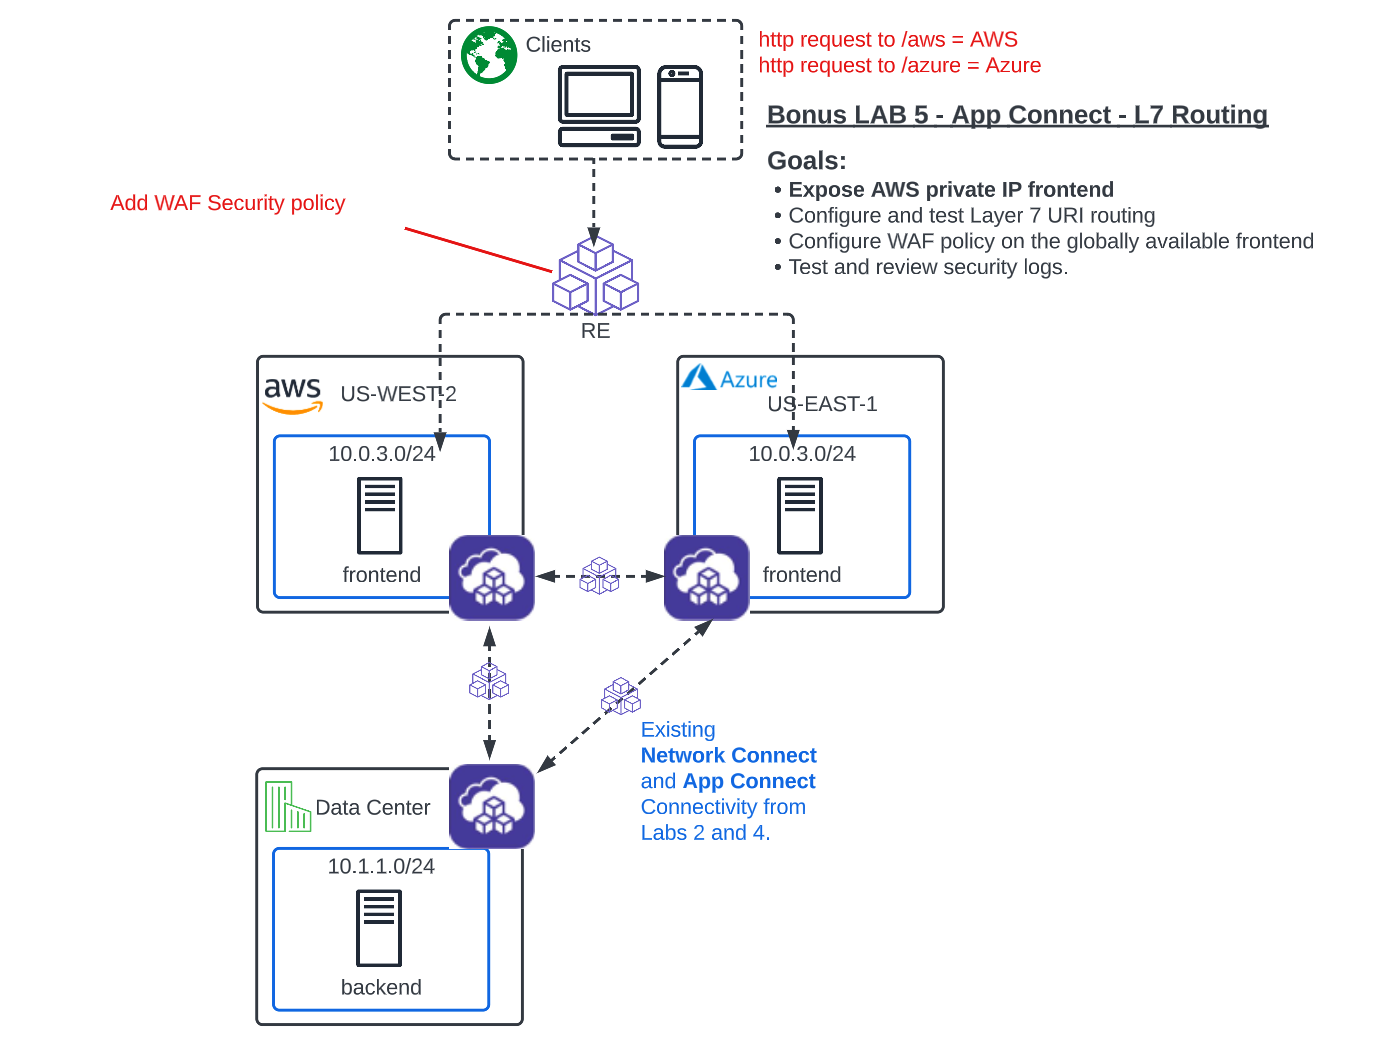 Clients
http request to /aws = AWS
http request to /azure = Azure
Bonus LAB 5 - App Connect - L7 Routing
Goals:
• Expose AWS private IP frontend
• Configure and test Layer 7 URI routing
• Configure WAF policy on the globally available frontend
• Test and review security logs.
Add WAF Security policy
RE
aws
US-WEST-2
10.0.3.0/24
frontend
Azure
US-EAST-1
10.0.3.0/24
frontend
Existing
Network Connect
and App Connect
Connectivity from
Labs 2 and 4.
Data Center
10.1.1.0/24
backend